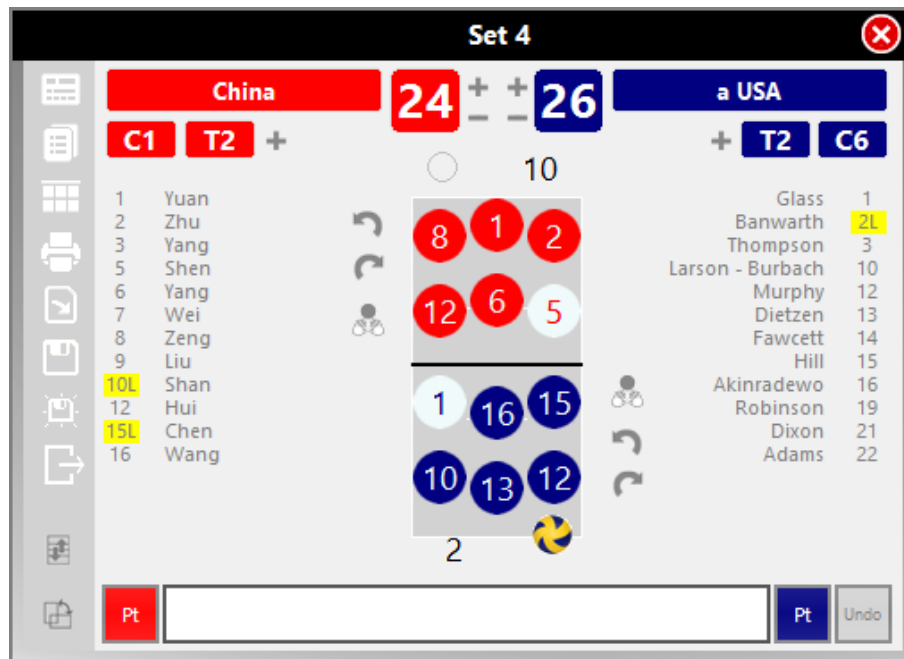 Set 4
China 24 26 a USA
C1 T2 T2 C6
10
1 Yuan
2 Zhu
3 Yang
5 Shen
6 Yang
7 Wei
8 Zeng
9 Liu
10L Shan
12 Hui
15L Chen
16 Wang
8 1 2
12 6 5
1 16 15
10 13 12
2
Glass 1
Banwarth 2L
Thompson 3
Larson - Burbach 10
Murphy 12
Dietzen 13
Fawcett 14
Hill 15
Akinradewo 16
Robinson 19
Dixon 21
Adams 22
Pt Pt Undo